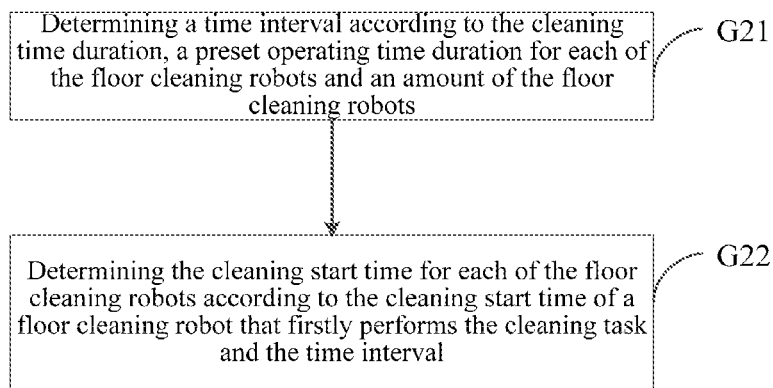 Determining a time interval according to the cleaning
time duration, a preset operating time duration for each of
the floor cleaning robots and an amount of the floor
cleaning robots
G21
Determining the cleaning start time for each of the floor
cleaning robots according to the cleaning start time of a
floor cleaning robot that firstly performs the cleaning task
and the time interval
G22